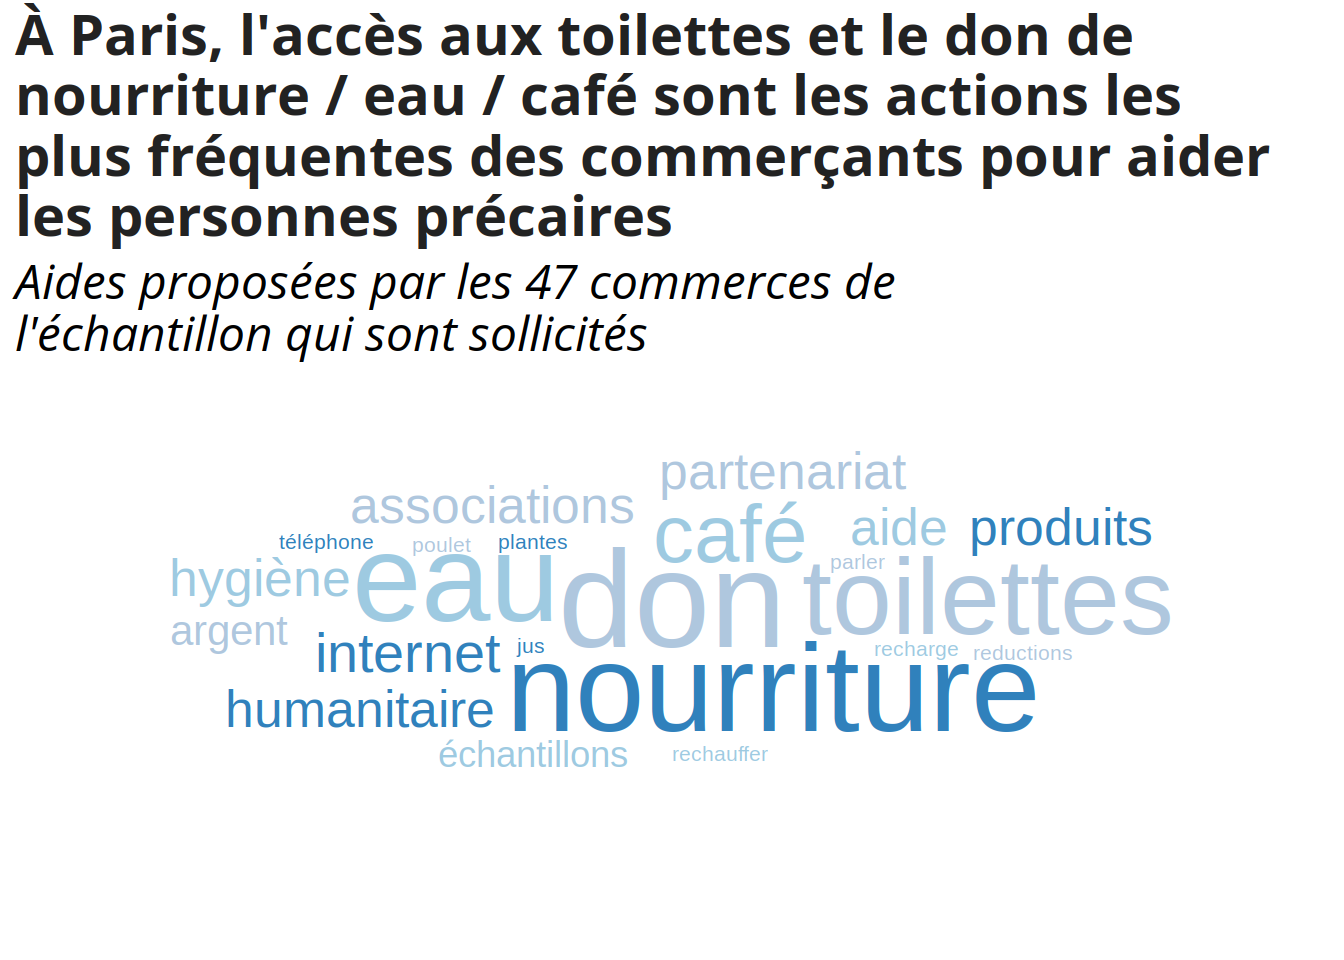 À Paris, l'accès aux toilettes et le don de
nourriture / eau / café sont les actions les
plus fréquentes des commerçants pour aider
les personnes précaires
Aides proposées par les 47 commerces de
l'échantillon qui sont sollicités
partenariat
associations
café
aide
produits
téléphone
poulet
plantes
parler
hygiène
eau
don
toilettes
argent
internet
jus
nourriture
recharge
reductions
humanitaire
échantillons
rechauffer